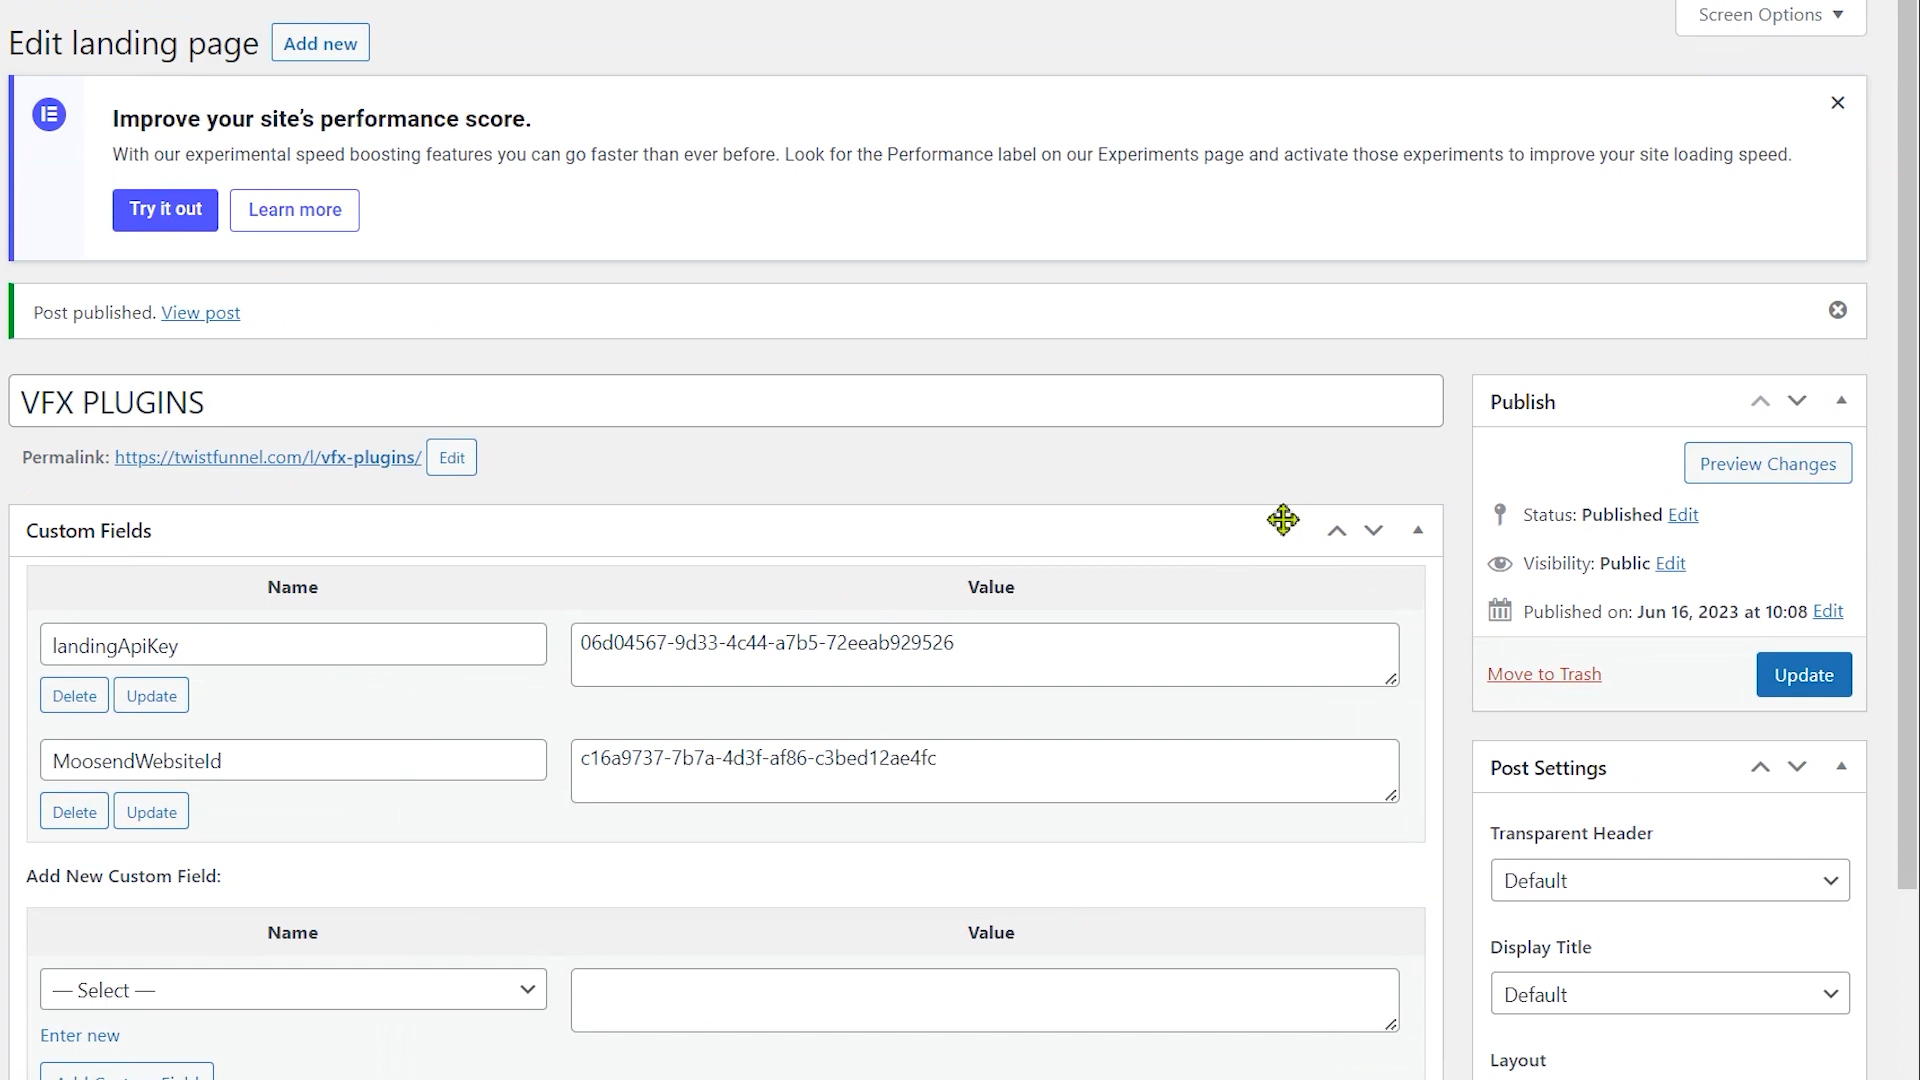 Screen Options
Edit landing page
Add new
Improve your site's performance score.
With our experimental speed boosting features you can go faster than ever before. Look for the Performance label on our Experiments page and activate those experiments to improve your site loading speed.
Try it out
Learn more
Post published. View post
VFX PLUGINS
Permalink: https://twistfunnel.com/l/vfx-plugins/ Edit
Custom Fields
Name Value
landingApiKey
06d04567-9d33-4c44-a7b5-72eeab929526
Delete Update
MoosendWebsiteId
c16a9737-7b7a-4d3f-af86-c3bed12ae4fc
Delete Update
Add New Custom Field:
Name Value
— Select —
Enter new
Publish
Preview Changes
Status: Published Edit
Visibility: Public Edit
Published on: Jun 16, 2023 at 10:08 Edit
Move to Trash
Update
Post Settings
Transparent Header
Default
Display Title
Default
Layout